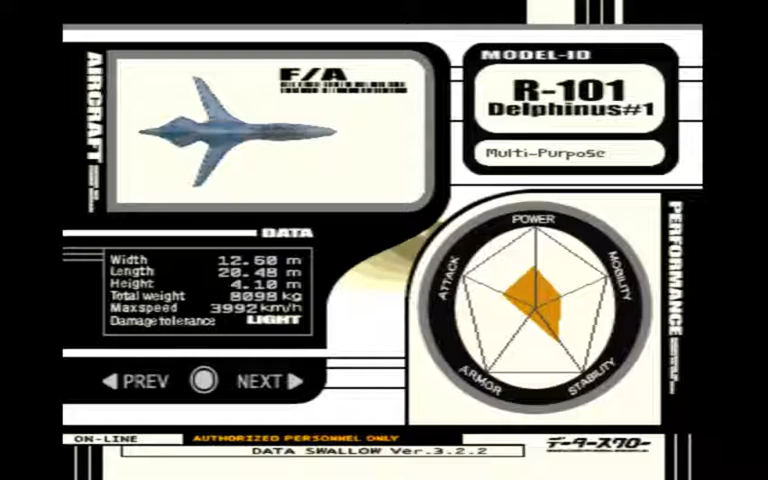 AIRCRAFT
F/A
MODEL-ID
R-101
Delphinus#1
Multi-Purpose
DATA
Width 12.60 m
Length 20.48 m
Height 4.10 m
Total weight 8098 kg
Maxspeed 3992 km/h
Damage tolerance LIGHT
PREV NEXT
PERFORMANCE
POWER
MOBILITY
STABILITY
ARMOR
ATTACK
ON-LINE
AUTHORIZED PERSONNEL ONLY
DATA SWALLOW Ver.3.2.2
データースワロー